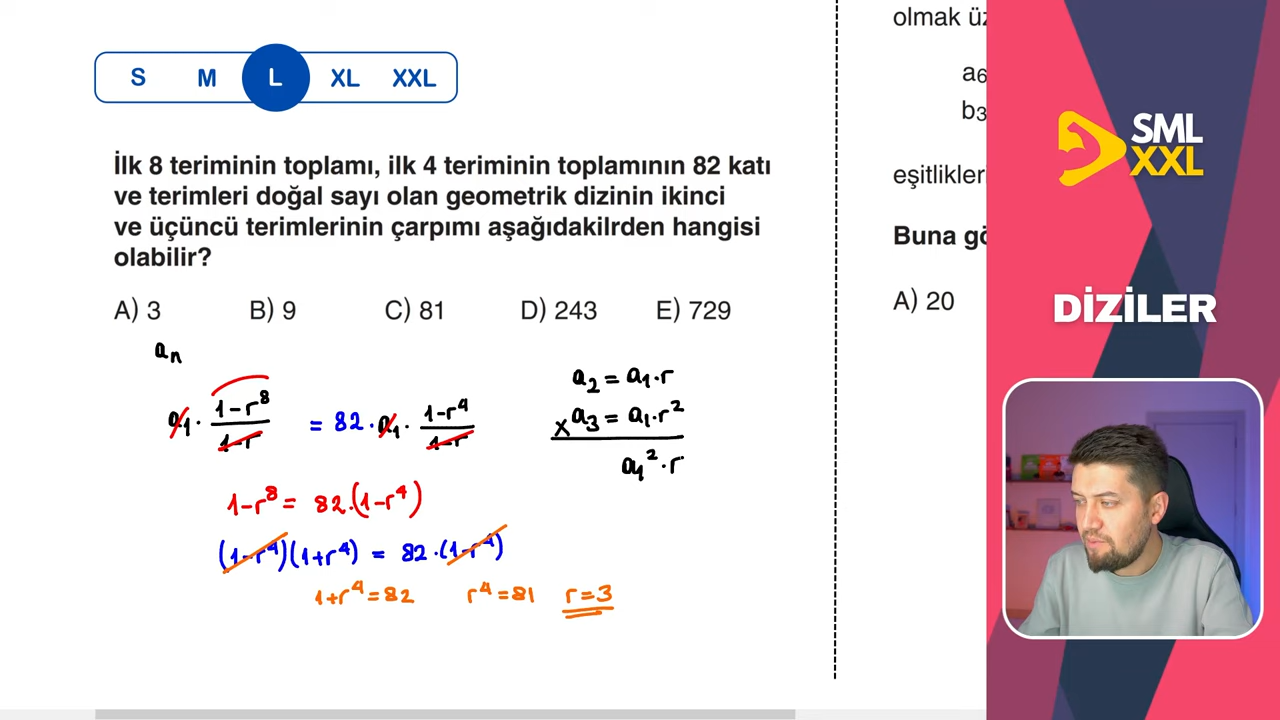 S M L XL XXL
İlk 8 teriminin toplamı, ilk 4 teriminin toplamının 82 katı
ve terimleri doğal sayı olan geometrik dizinin ikinci
ve üçüncü terimlerinin çarpımı aşağıdakilrden hangisi
olabilir?
A) 3 B) 9 C) 81 D) 243 E) 729
aₙ
a₁ · (1-r⁸)/(1-r) = 82 · a₁ · (1-r⁴)/(1-r)
1-r⁸ = 82·(1-r⁴)
(1-r⁴)(1+r⁴) = 82·(1-r⁴)
1+r⁴=82 r⁴=81 r=3
a₂ = a₁·r
x a₃ = a₁·r²
a₁²·r
olmak üz
a6
b3
eşitlikler
Buna gö
A) 20
SML
XXL
DİZİLER